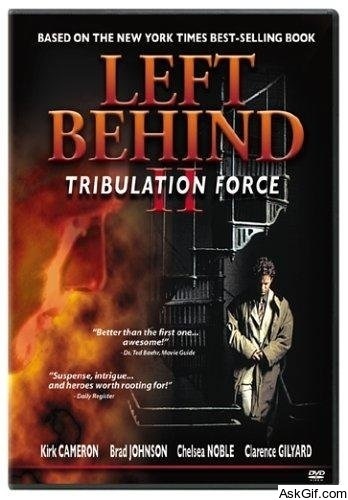 BASED ON THE NEW YORK TIMES BEST-SELLING BOOK
LEFT
BEHIND
II
TRIBULATION FORCE
"Better than the first one...
awesome!"
- Dr. Ted Baehr, Movie Guide
"Suspense, intrigue...
and heroes worth rooting for!"
- Daily Register
Kirk CAMERON Brad JOHNSON Chelsea NOBLE Clarence GILYARD
DVD
AskGif.com